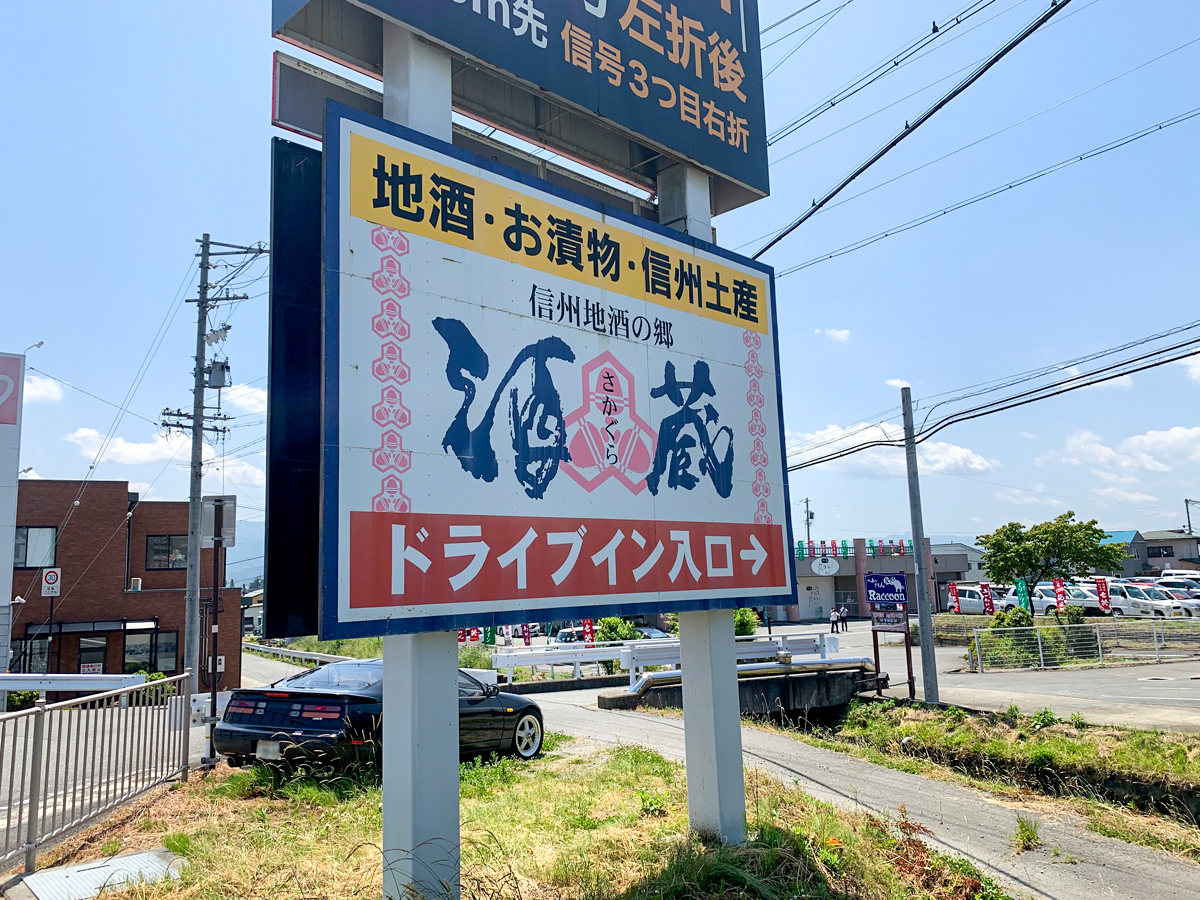 左折後
信号3つ目右折
地酒・お漬物・信州土産
信州地酒の郷
酒蔵
さかぐら
ドライブイン入口→
30
Raccoon